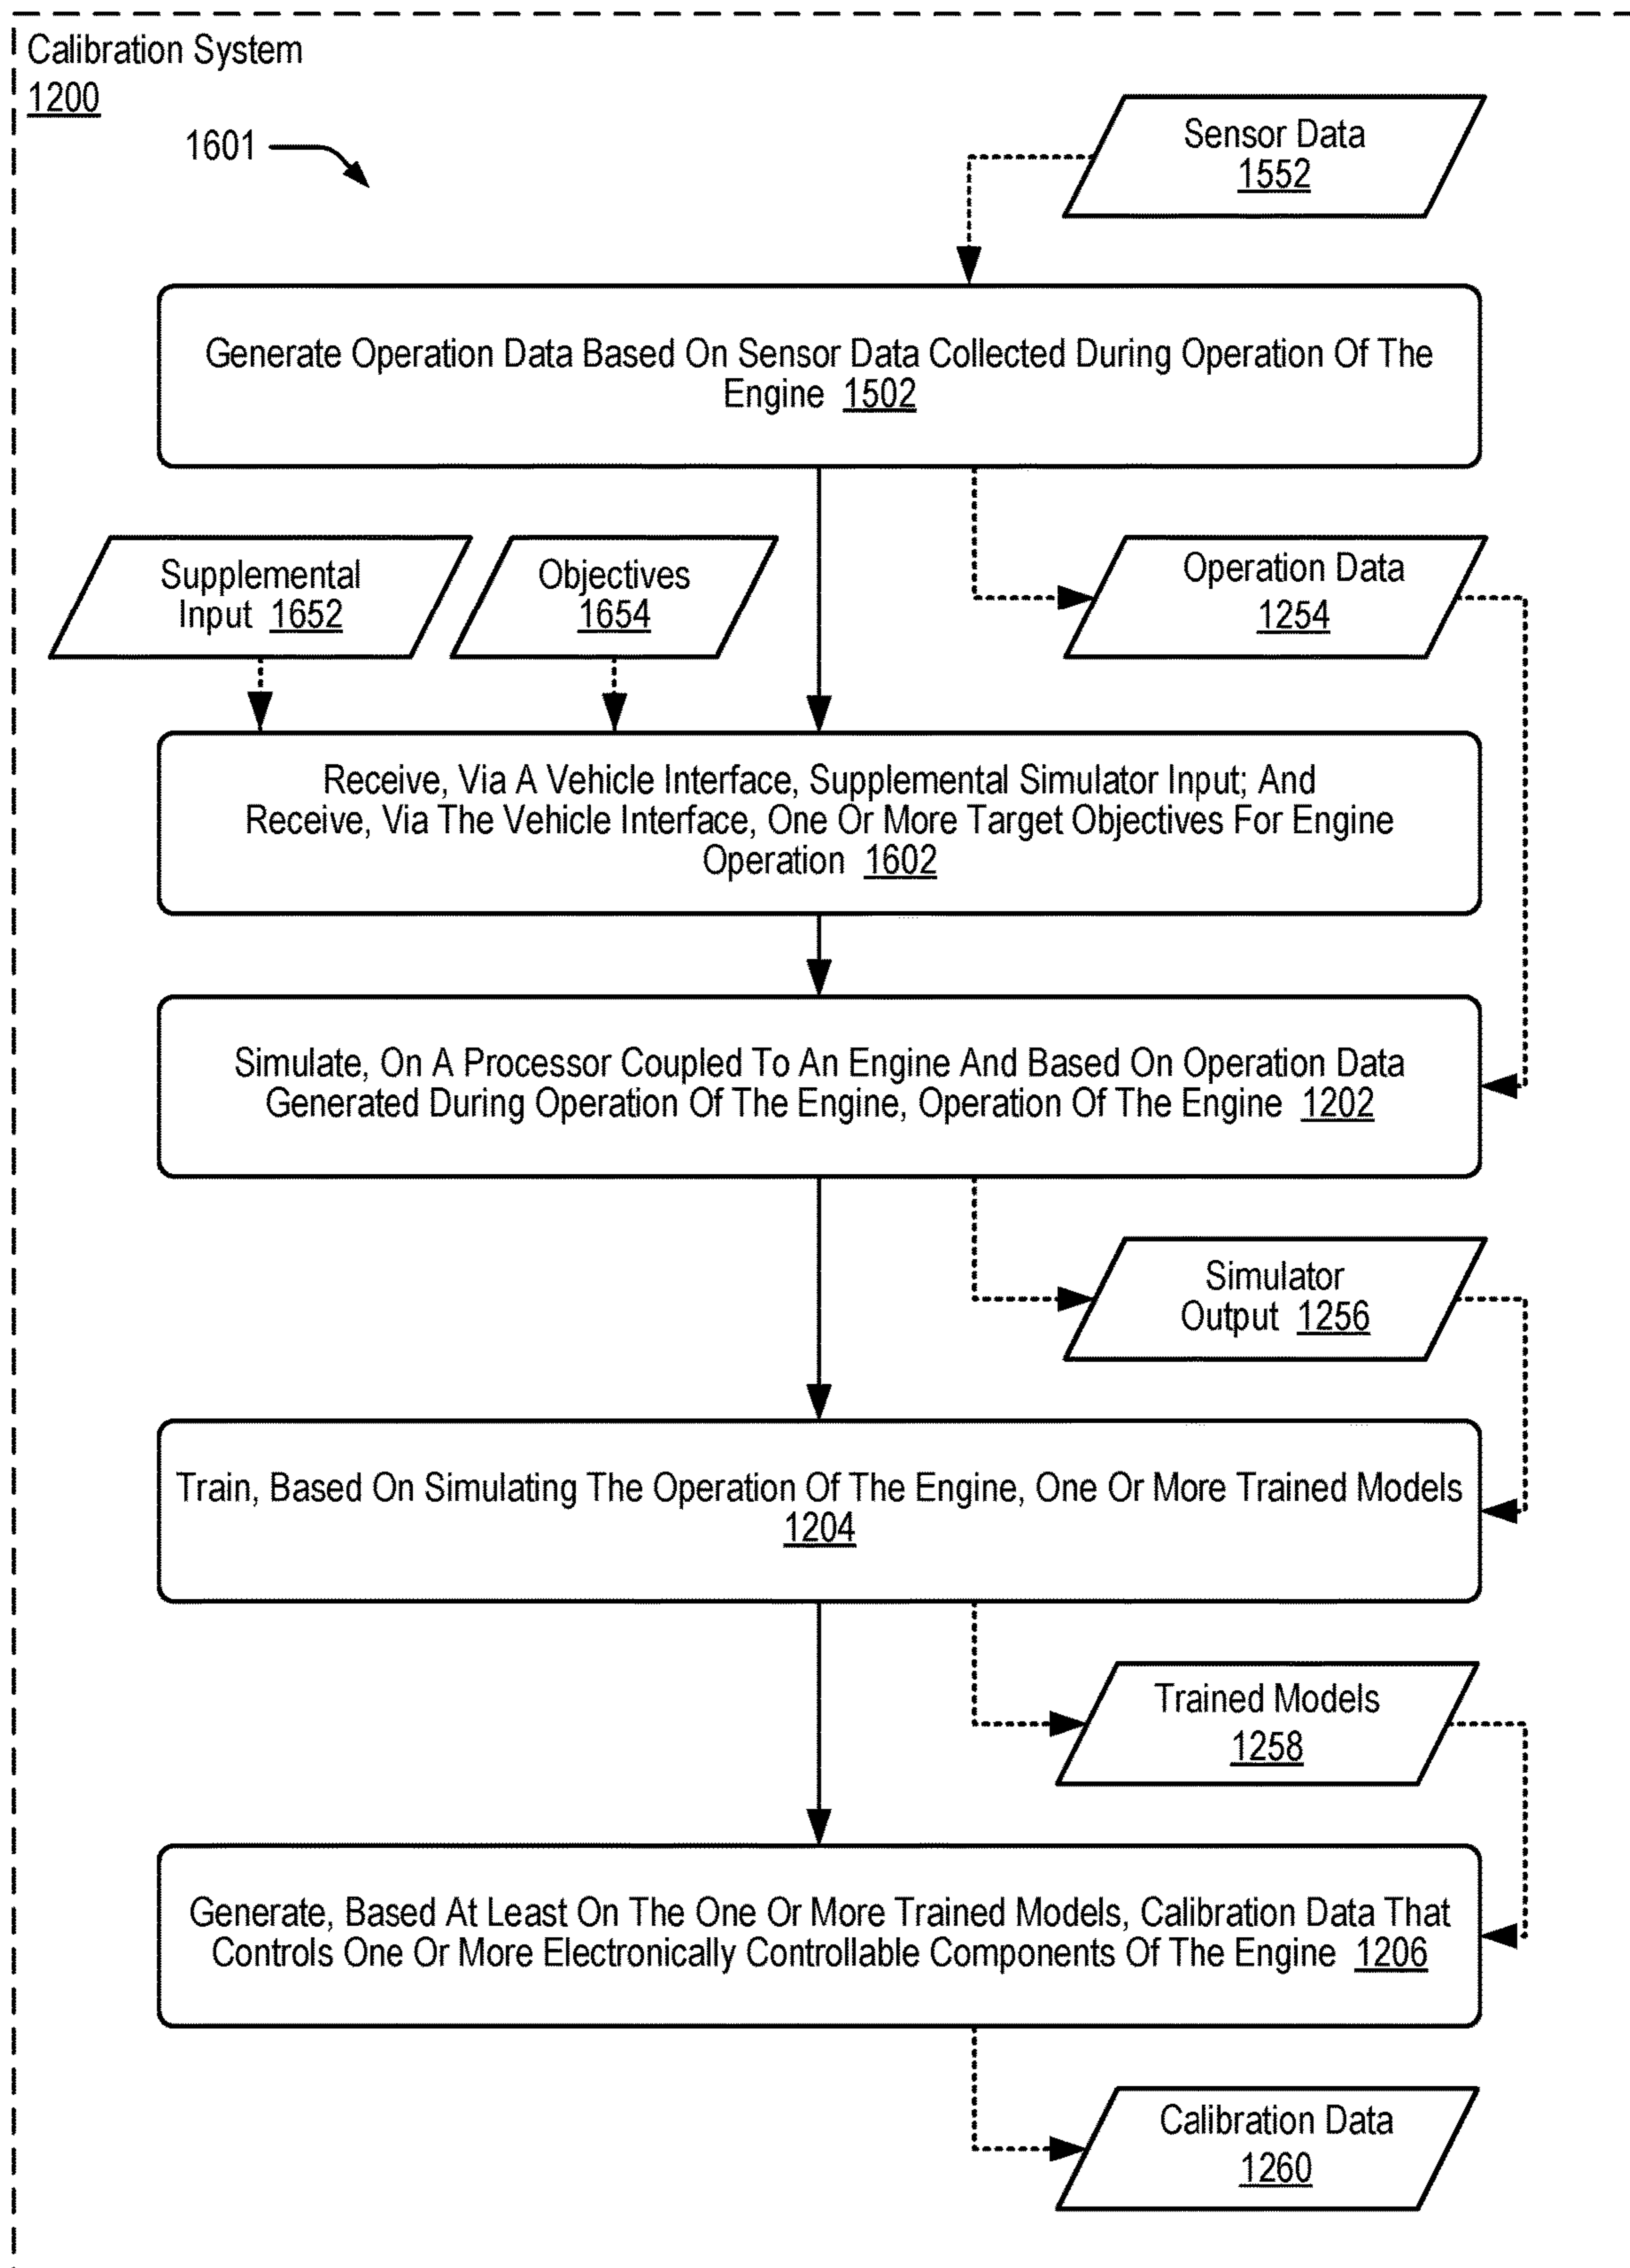 Calibration System
1200
1601
Sensor Data
1552
Generate Operation Data Based On Sensor Data Collected During Operation Of The
Engine 1502
Supplemental
Input 1652
Objectives
1654
Operation Data
1254
Receive, Via A Vehicle Interface, Supplemental Simulator Input; And
Receive, Via The Vehicle Interface, One Or More Target Objectives For Engine
Operation 1602
Simulate, On A Processor Coupled To An Engine And Based On Operation Data
Generated During Operation Of The Engine, Operation Of The Engine 1202
Simulator
Output 1256
Train, Based On Simulating The Operation Of The Engine, One Or More Trained Models
1204
Trained Models
1258
Generate, Based At Least On The One Or More Trained Models, Calibration Data That
Controls One Or More Electronically Controllable Components Of The Engine 1206
Calibration Data
1260